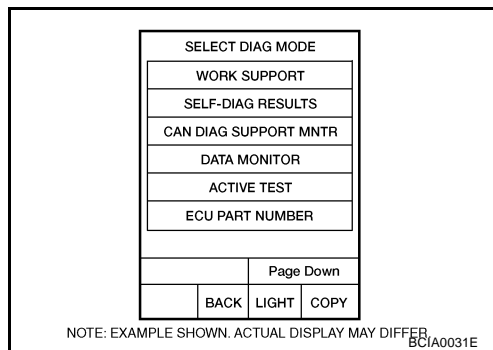 SELECT DIAG MODE
WORK SUPPORT
SELF-DIAG RESULTS
CAN DIAG SUPPORT MNTR
DATA MONITOR
ACTIVE TEST
ECU PART NUMBER
Page Down
BACK LIGHT COPY
NOTE: EXAMPLE SHOWN. ACTUAL DISPLAY MAY DIFFER.
BCIA0031E